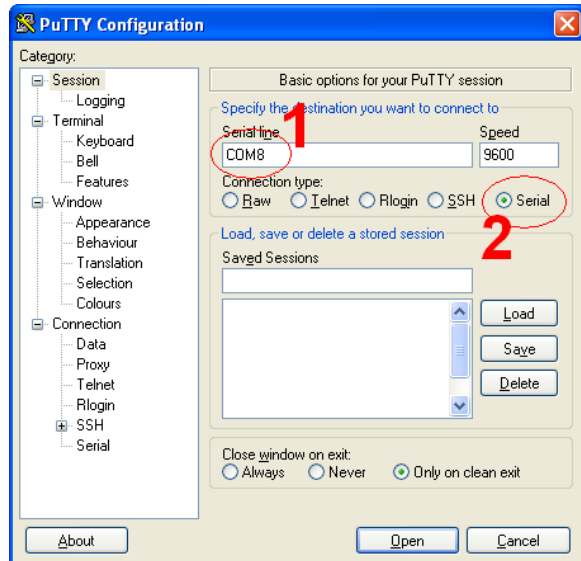 PuTTY Configuration
Category:
Session
Logging
Terminal
Keyboard
Bell
Features
Window
Appearance
Behaviour
Translation
Selection
Colours
Connection
Data
Proxy
Telnet
Rlogin
SSH
Serial
Basic options for your PuTTY session
Specify the destination you want to connect to
1
Serial line Speed
COM8 9600
Connection type:
Raw Telnet Rlogin SSH Serial
2
Load, save or delete a stored session
Saved Sessions
Load
Save
Delete
Close window on exit:
Always Never Only on clean exit
About Open Cancel